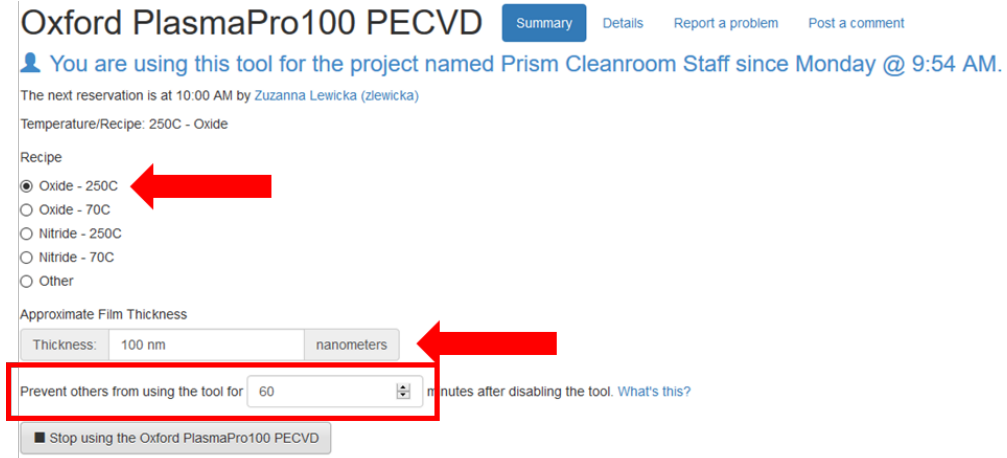 Oxford PlasmaPro100 PECVD Summary Details Report a problem Post a comment
You are using this tool for the project named Prism Cleanroom Staff since Monday @ 9:54 AM.
The next reservation is at 10:00 AM by Zuzanna Lewicka (zlewicka)
Temperature/Recipe: 250C - Oxide
Recipe
Oxide - 250C
Oxide - 70C
Nitride - 250C
Nitride - 70C
Other
Approximate Film Thickness
Thickness: 100 nm nanometers
Prevent others from using the tool for 60 minutes after disabling the tool. What's this?
Stop using the Oxford PlasmaPro100 PECVD